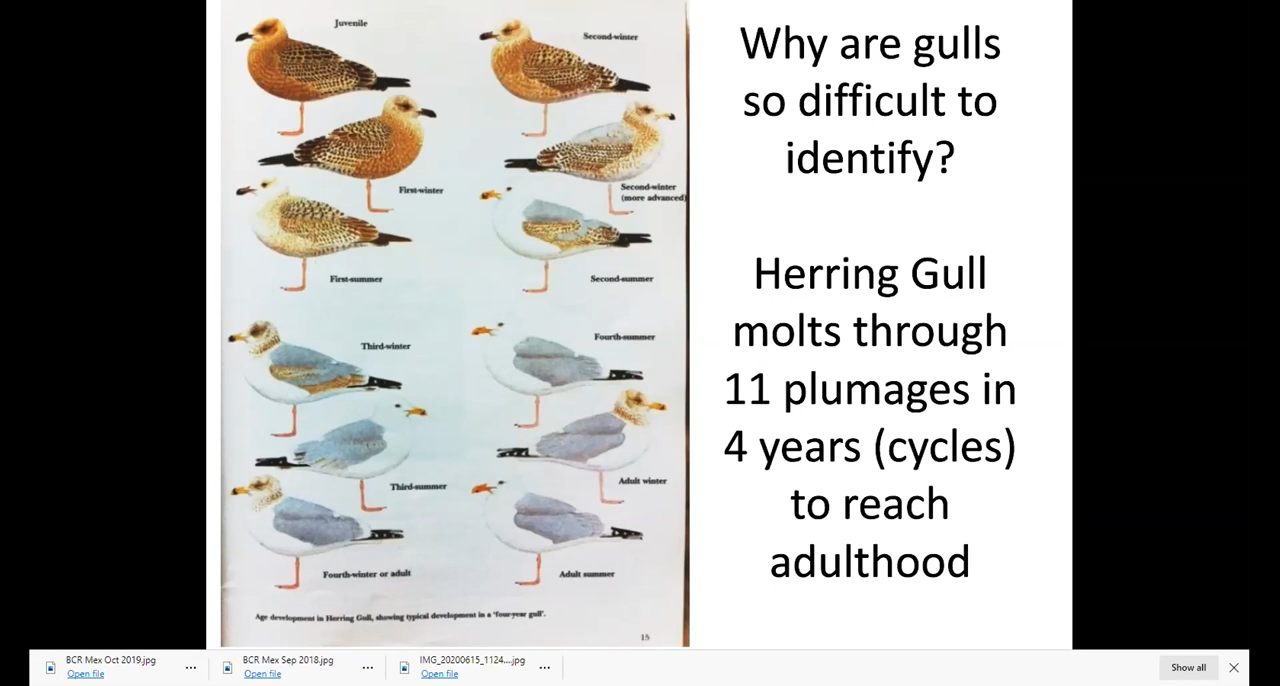 Juvenile
Second-winter
First-winter
Second-winter
(more advanced)
First-summer
Second-summer
Third-winter
Fourth-summer
Third-summer
Adult winter
Fourth-winter or adult
Adult summer
Age development in Herring Gull, showing typical development in a 'four-year gull'.
15
Why are gulls
so difficult to
identify?
Herring Gull
molts through
11 plumages in
4 years (cycles)
to reach
adulthood
BCR Mex Oct 2019.jpg
Open file
BCR Mex Sep 2018.jpg
Open file
IMG_20200615_1124....jpg
Open file
Show all